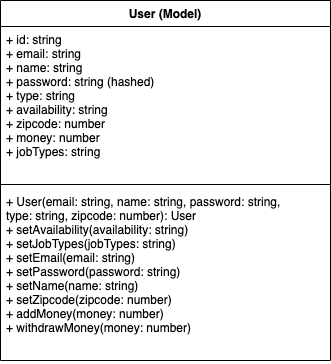 User (Model)
+ id: string
+ email: string
+ name: string
+ password: string (hashed)
+ type: string
+ availability: string
+ zipcode: number
+ money: number
+ jobTypes: string
+ User(email: string, name: string, password: string,
type: string, zipcode: number): User
+ setAvailability(availability: string)
+ setJobTypes(jobTypes: string)
+ setEmail(email: string)
+ setPassword(password: string)
+ setName(name: string)
+ setZipcode(zipcode: number)
+ addMoney(money: number)
+ withdrawMoney(money: number)